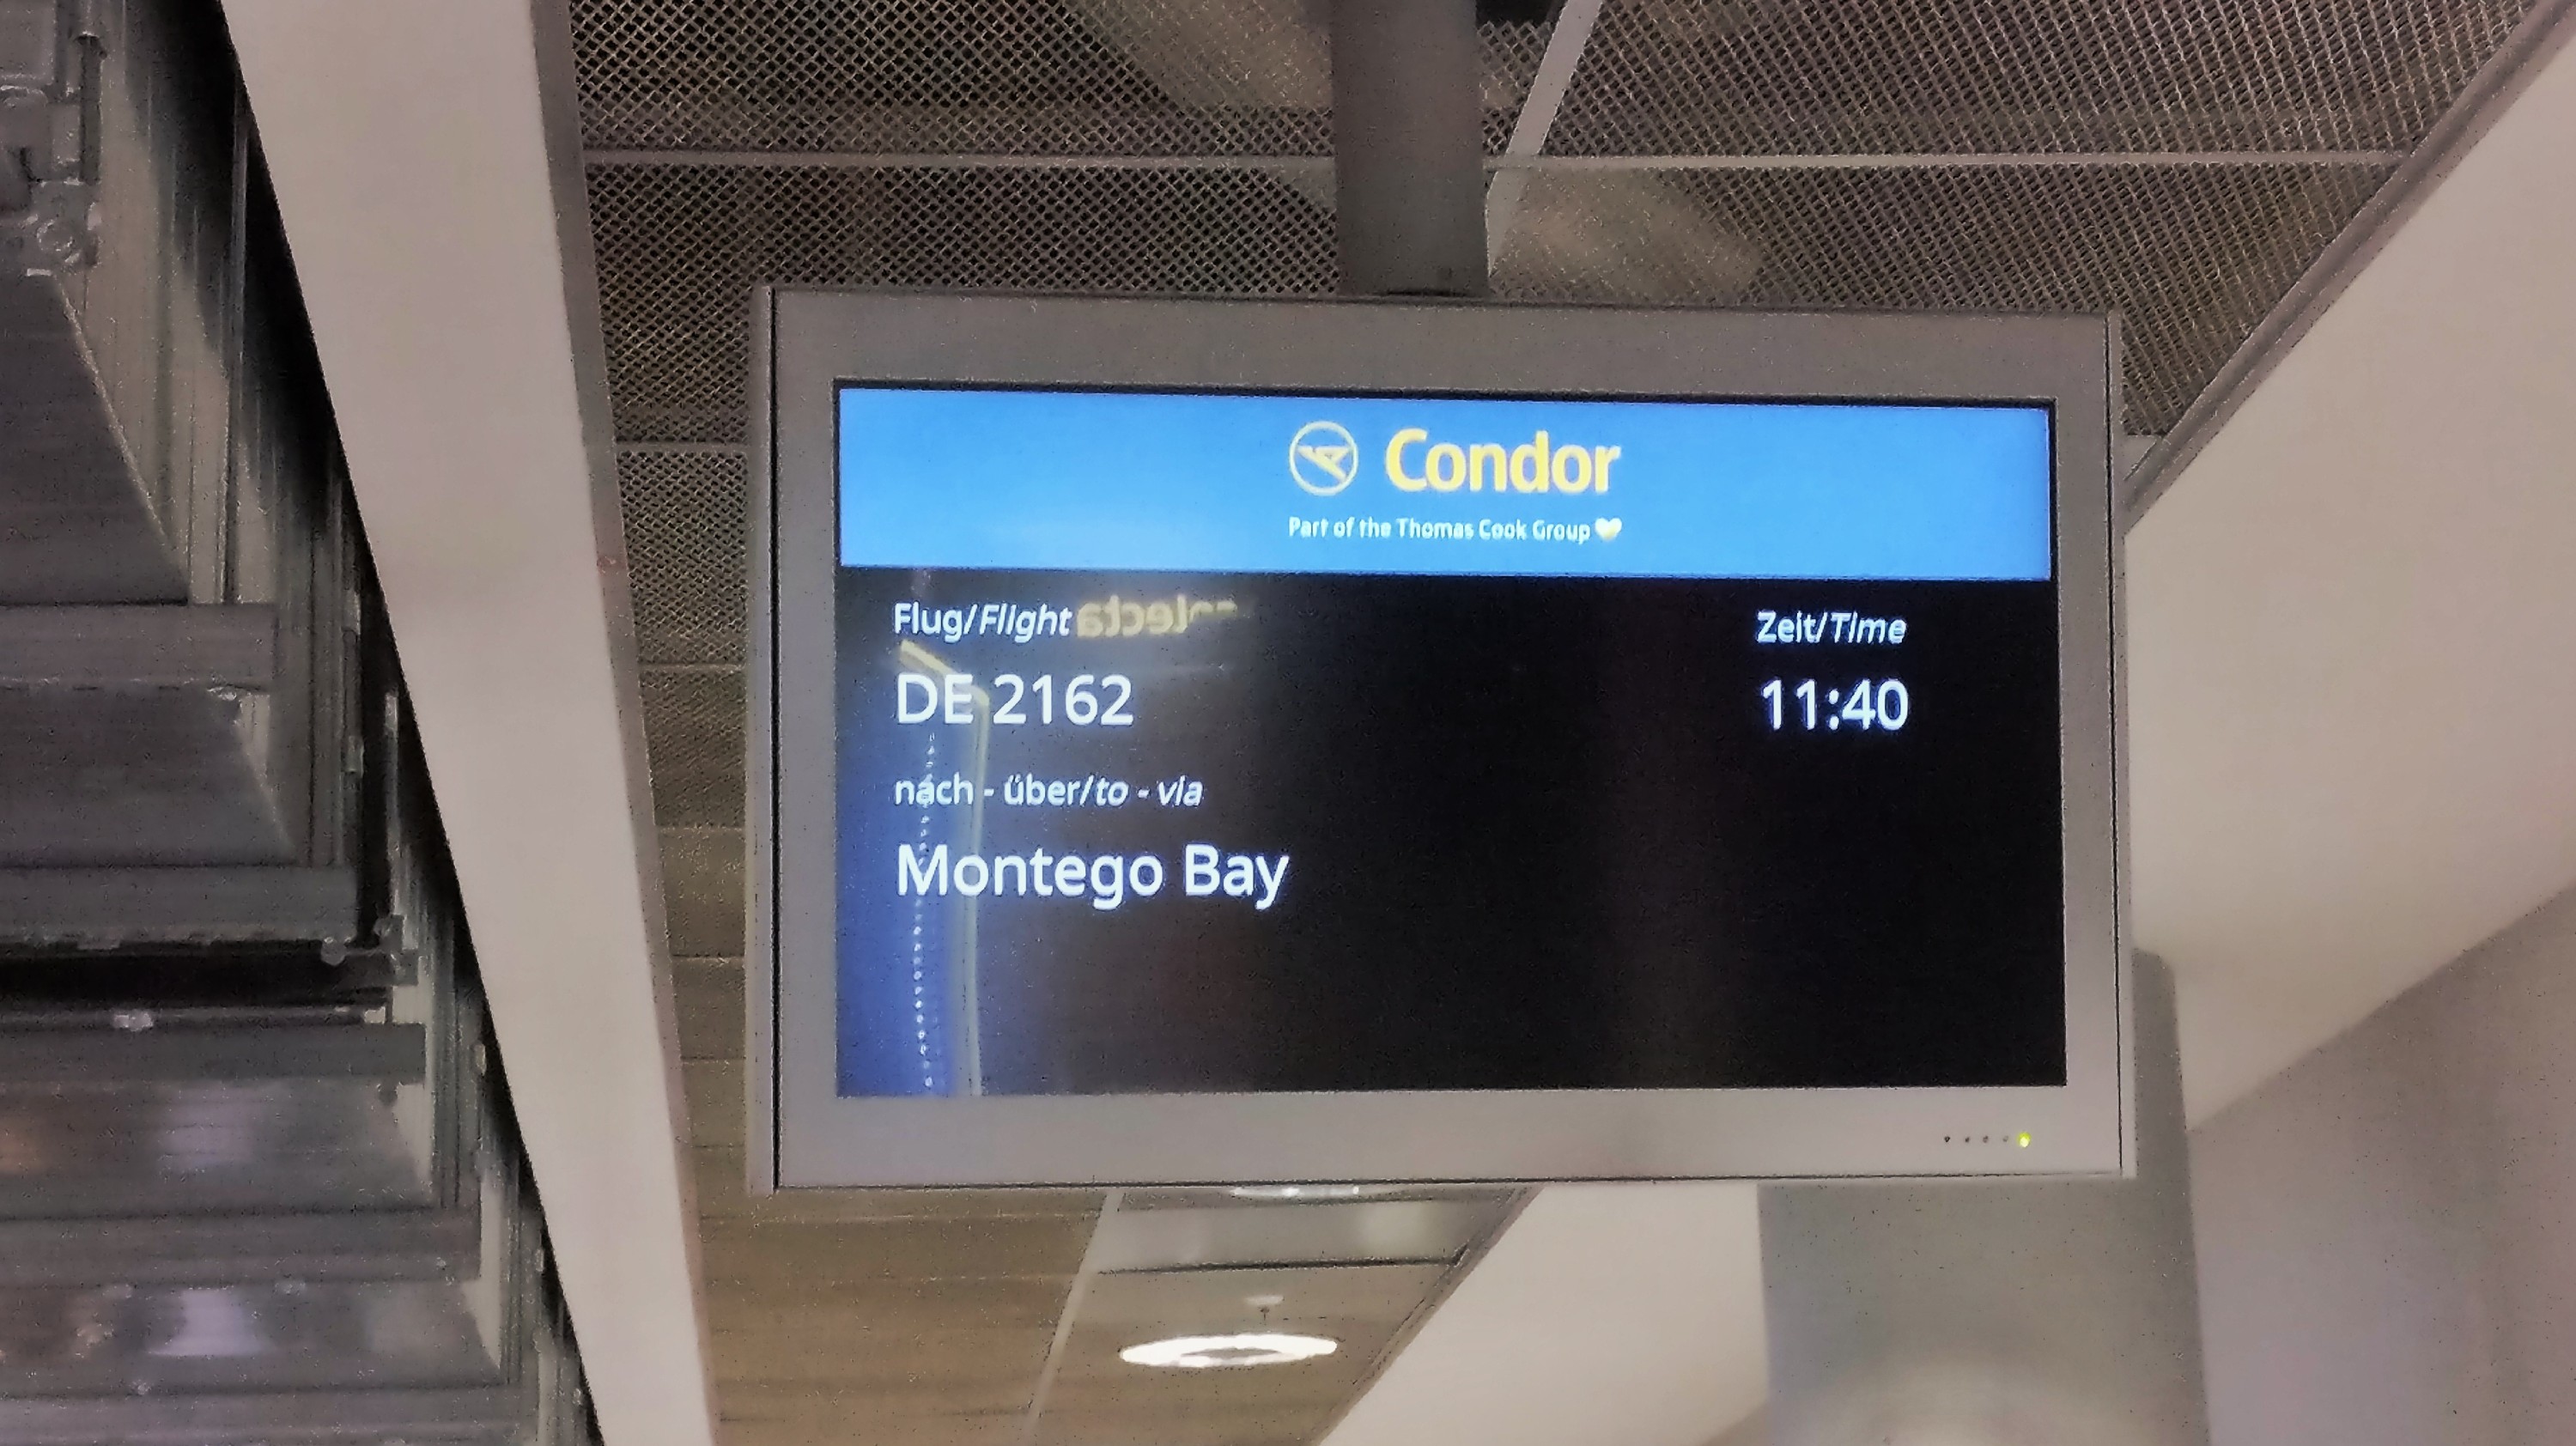 Condor
Part of the Thomas Cook Group
Flug/Flight
Zeit/Time
DE 2162
11:40
nach - über/to - via
Montego Bay